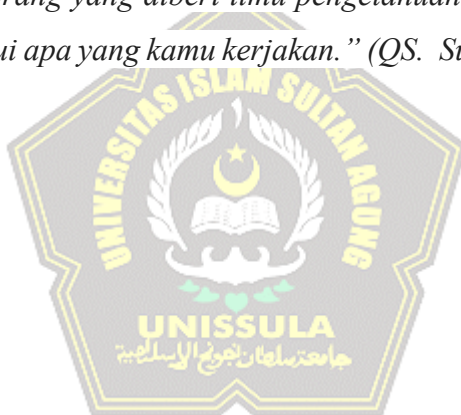 rang yang diberi ilmu pengetahuan
ui apa yang kamu kerjakan.” (QS. Su
UNIVERSITAS ISLAM SULTAN AGUNG
UNISSULA
جامعة سلطان أجونج الإسلامية